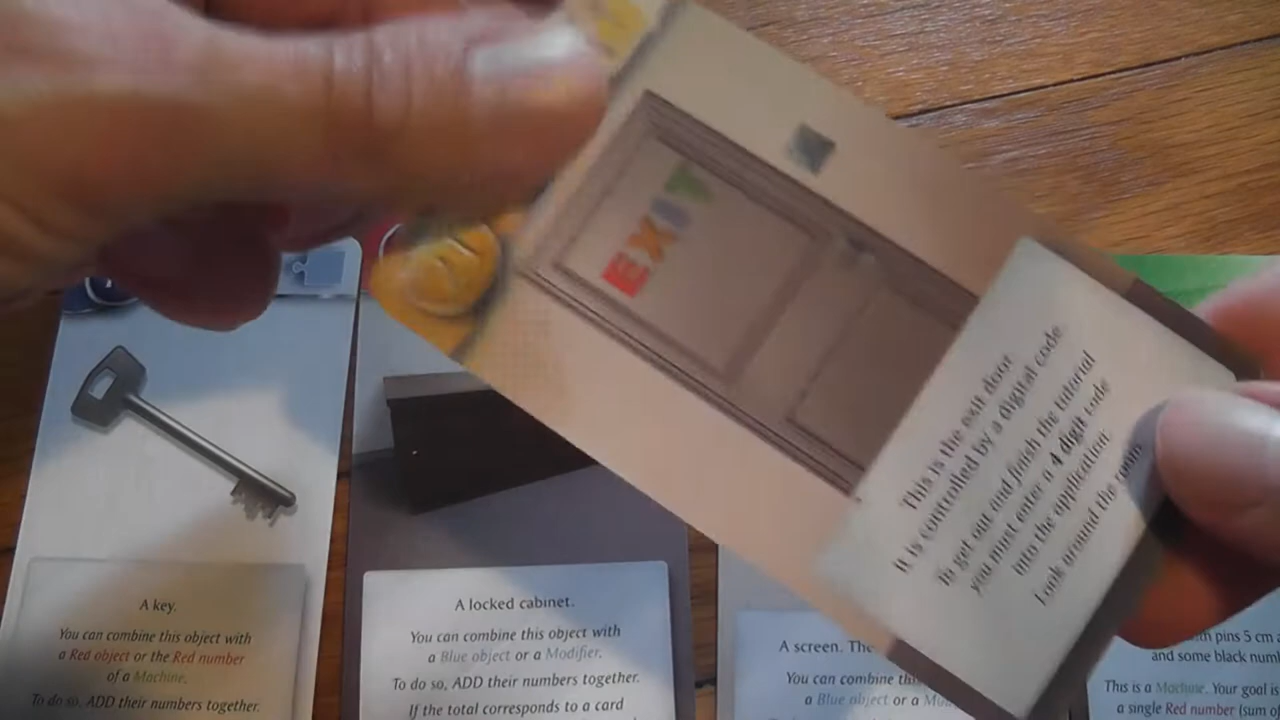 EXIT
This is the exit door
It is controlled by a digital code
To get out and finish the tutorial
you must enter a 4 digit code
into the application
Look around the room
A key.
You can combine this object with
a Red object or the Red number
of a Machine.
To do so, ADD their numbers together.
A locked cabinet.
You can combine this object with
a Blue object or a Modifier.
To do so, ADD their numbers together.
If the total corresponds to a card
A screen. The
You can combine this
a Blue object or a
pins 5 cm
and some black
This is a Machine. Your goal is
a single Red number (sum of